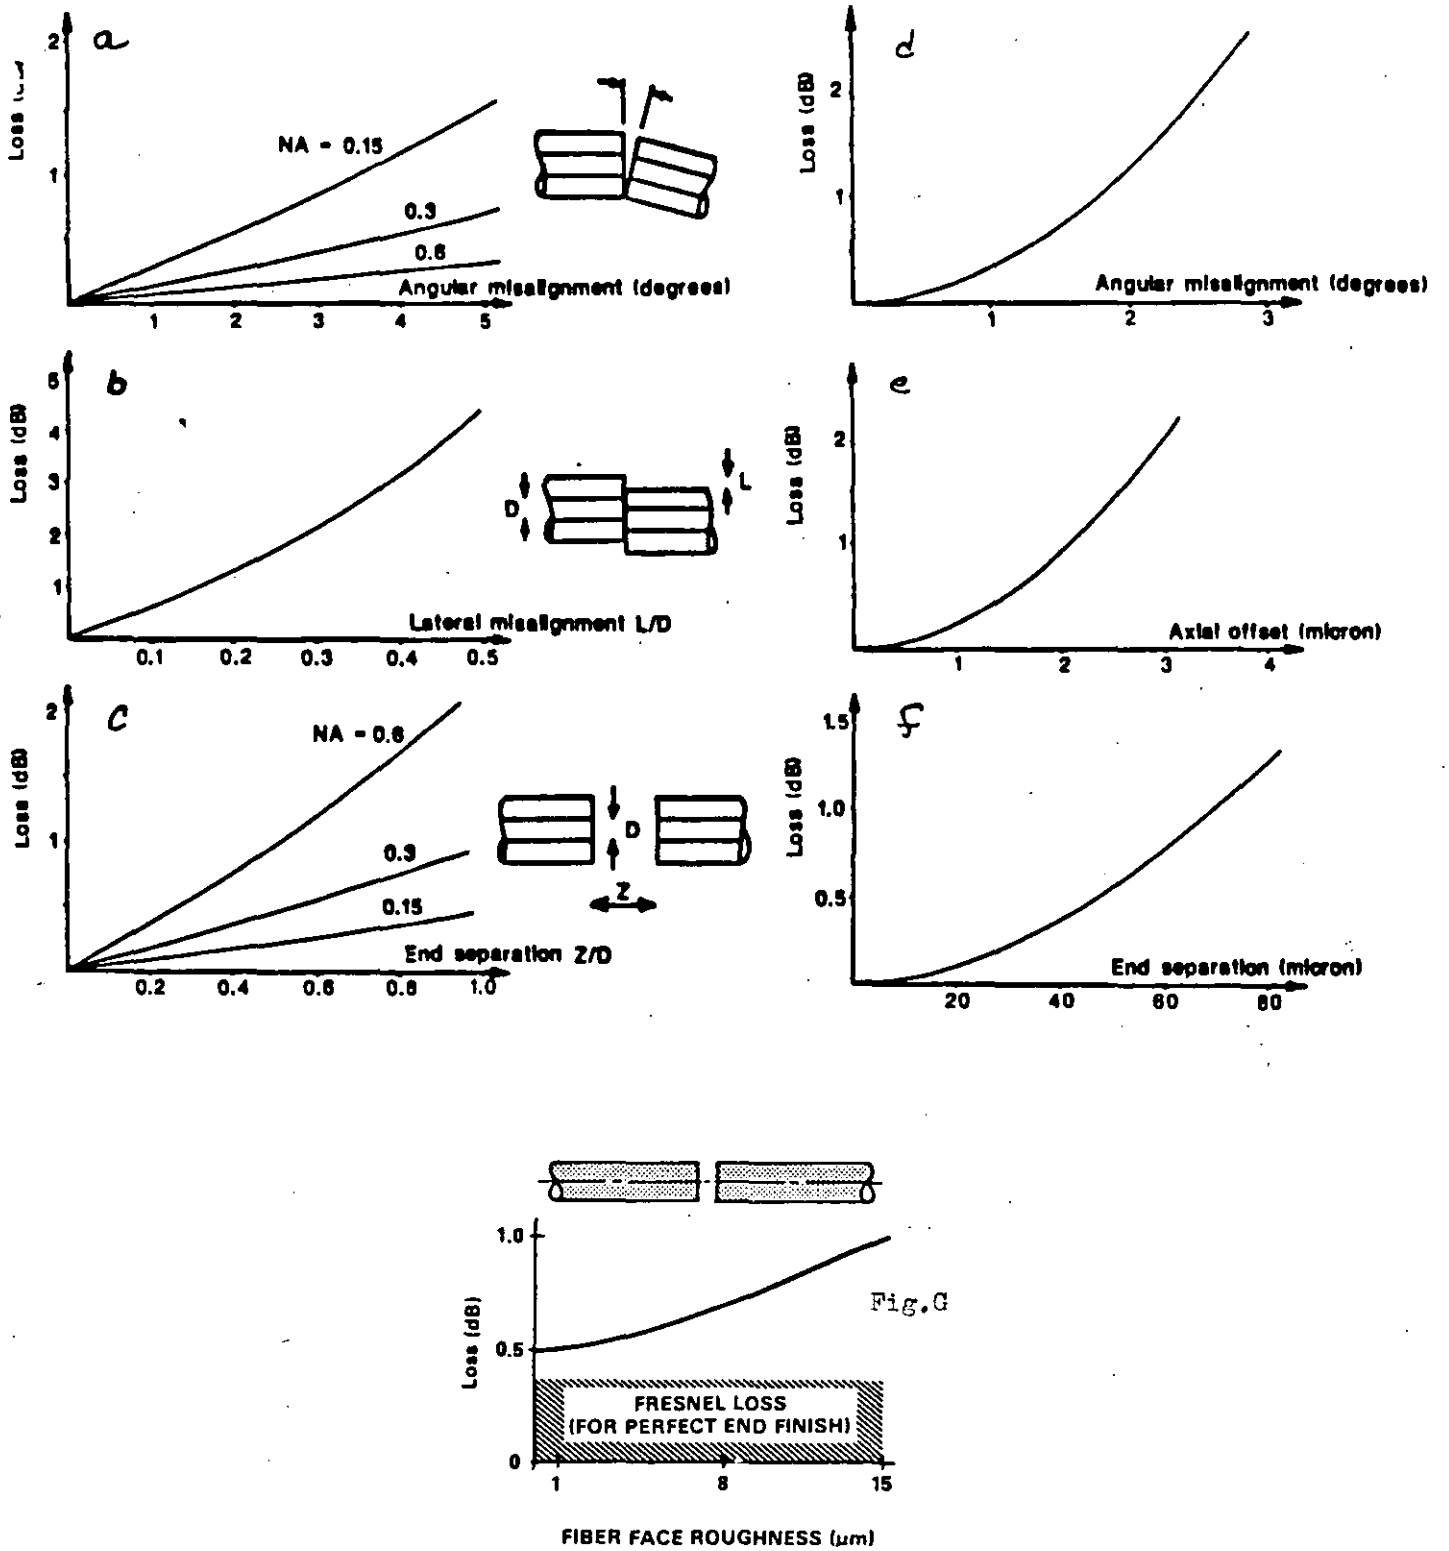 a
2
1
Loss
NA = 0.15
0.3
0.6
Angular misalignment (degrees)
1 2 3 4 5
d
Loss (dB)
2
1
Angular misalignment (degrees)
1 2 3
b
Loss (dB)
5
4
3
2
1
D
L
Lateral misalignment L/D
0.1 0.2 0.3 0.4 0.5
e
Loss (dB)
2
1
Axial offset (micron)
1 2 3 4
c
Loss (dB)
2
1
NA = 0.6
0.3
0.15
D
Z
End separation Z/D
0.2 0.4 0.6 0.8 1.0
f
Loss (dB)
1.5
1.0
0.5
End separation (micron)
20 40 60 80
Loss (dB)
1.0
0.5
0
Fig.G
FRESNEL LOSS
(FOR PERFECT END FINISH)
1 8 15
FIBER FACE ROUGHNESS (μm)